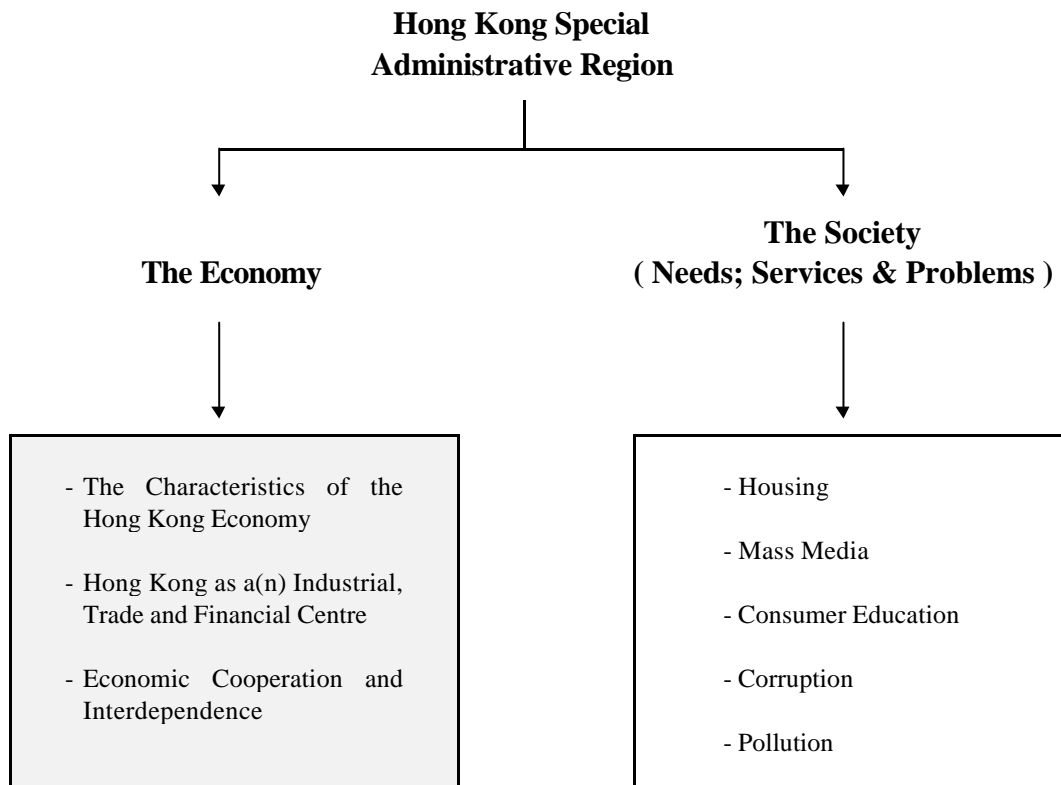 Hong Kong Special
Administrative Region
The Economy
The Society
( Needs; Services & Problems )
- The Characteristics of the
Hong Kong Economy
- Hong Kong as a(n) Industrial,
Trade and Financial Centre
- Economic Cooperation and
Interdependence
- Housing
- Mass Media
- Consumer Education
- Corruption
- Pollution